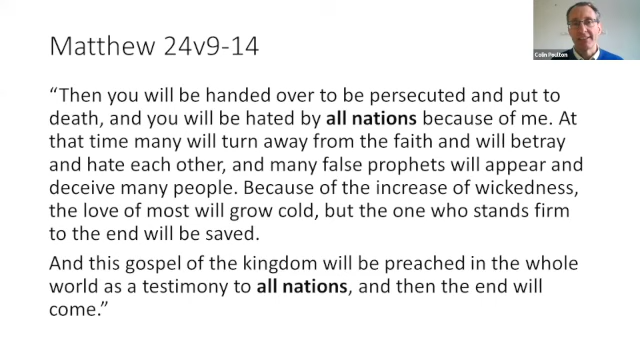 Matthew 24v9-14
Colin Poulton
“Then you will be handed over to be persecuted and put to
death, and you will be hated by all nations because of me. At
that time many will turn away from the faith and will betray
and hate each other, and many false prophets will appear and
deceive many people. Because of the increase of wickedness,
the love of most will grow cold, but the one who stands firm
to the end will be saved.
And this gospel of the kingdom will be preached in the whole
world as a testimony to all nations, and then the end will
come.”